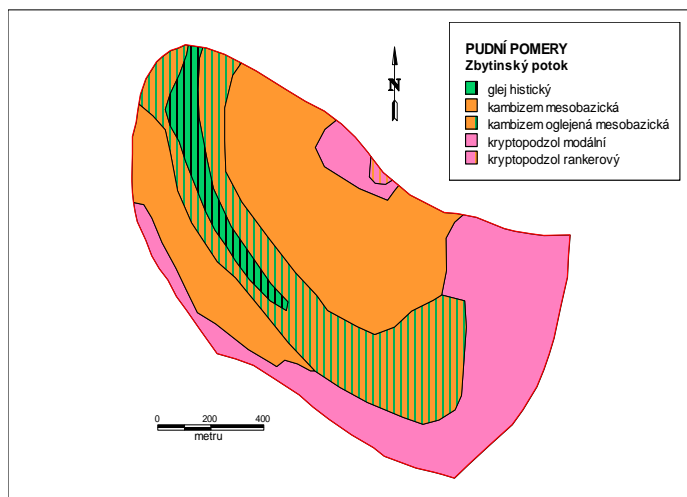 PUDNÍ POMERY
Zbytinský potok
glej histický
kambizem mesobazická
kambizem oglejená mesobazická
kryptopodzol modální
kryptopodzol rankerový
N
0 200 400
metru